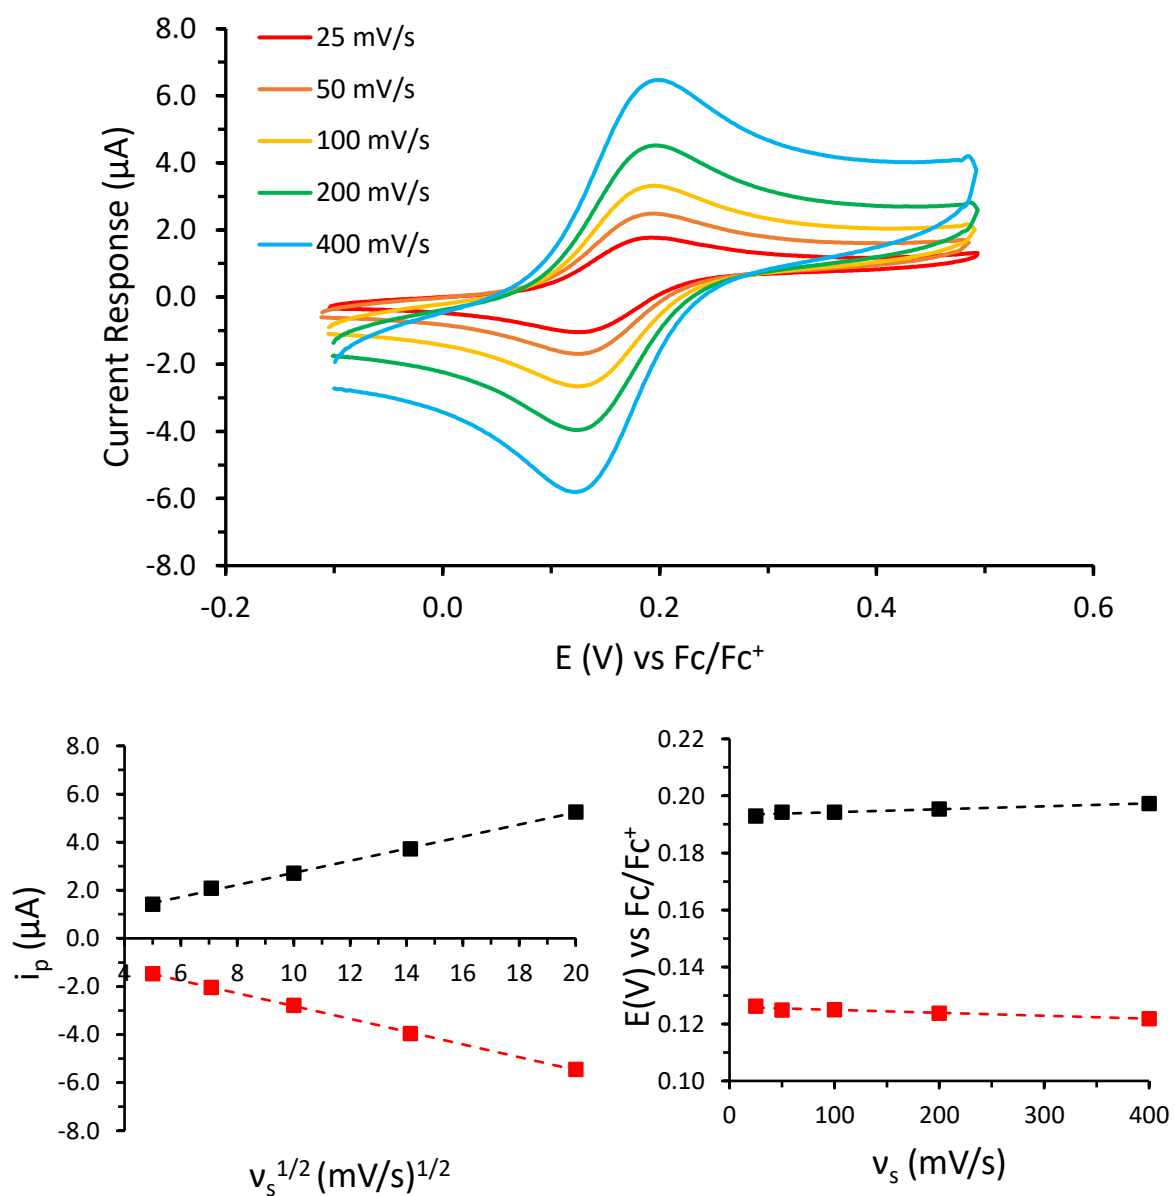 8.0
6.0
4.0
2.0
0.0
-2.0
-4.0
-6.0
-8.0
Current Response (µA)
25 mV/s
50 mV/s
100 mV/s
200 mV/s
400 mV/s
-0.2
0.0
0.2
0.4
0.6
E (V) vs Fc/Fc⁺
8.0
6.0
4.0
2.0
0.0
-2.0
-4.0
-6.0
-8.0
iₚ (µA)
4 6 8 10 12 14 16 18 20
νₛ¹ᐟ² (mV/s)¹ᐟ²
0.22
0.20
0.18
0.16
0.14
0.12
0.10
E(V) vs Fc/Fc⁺
0 100 200 300 400
νₛ (mV/s)